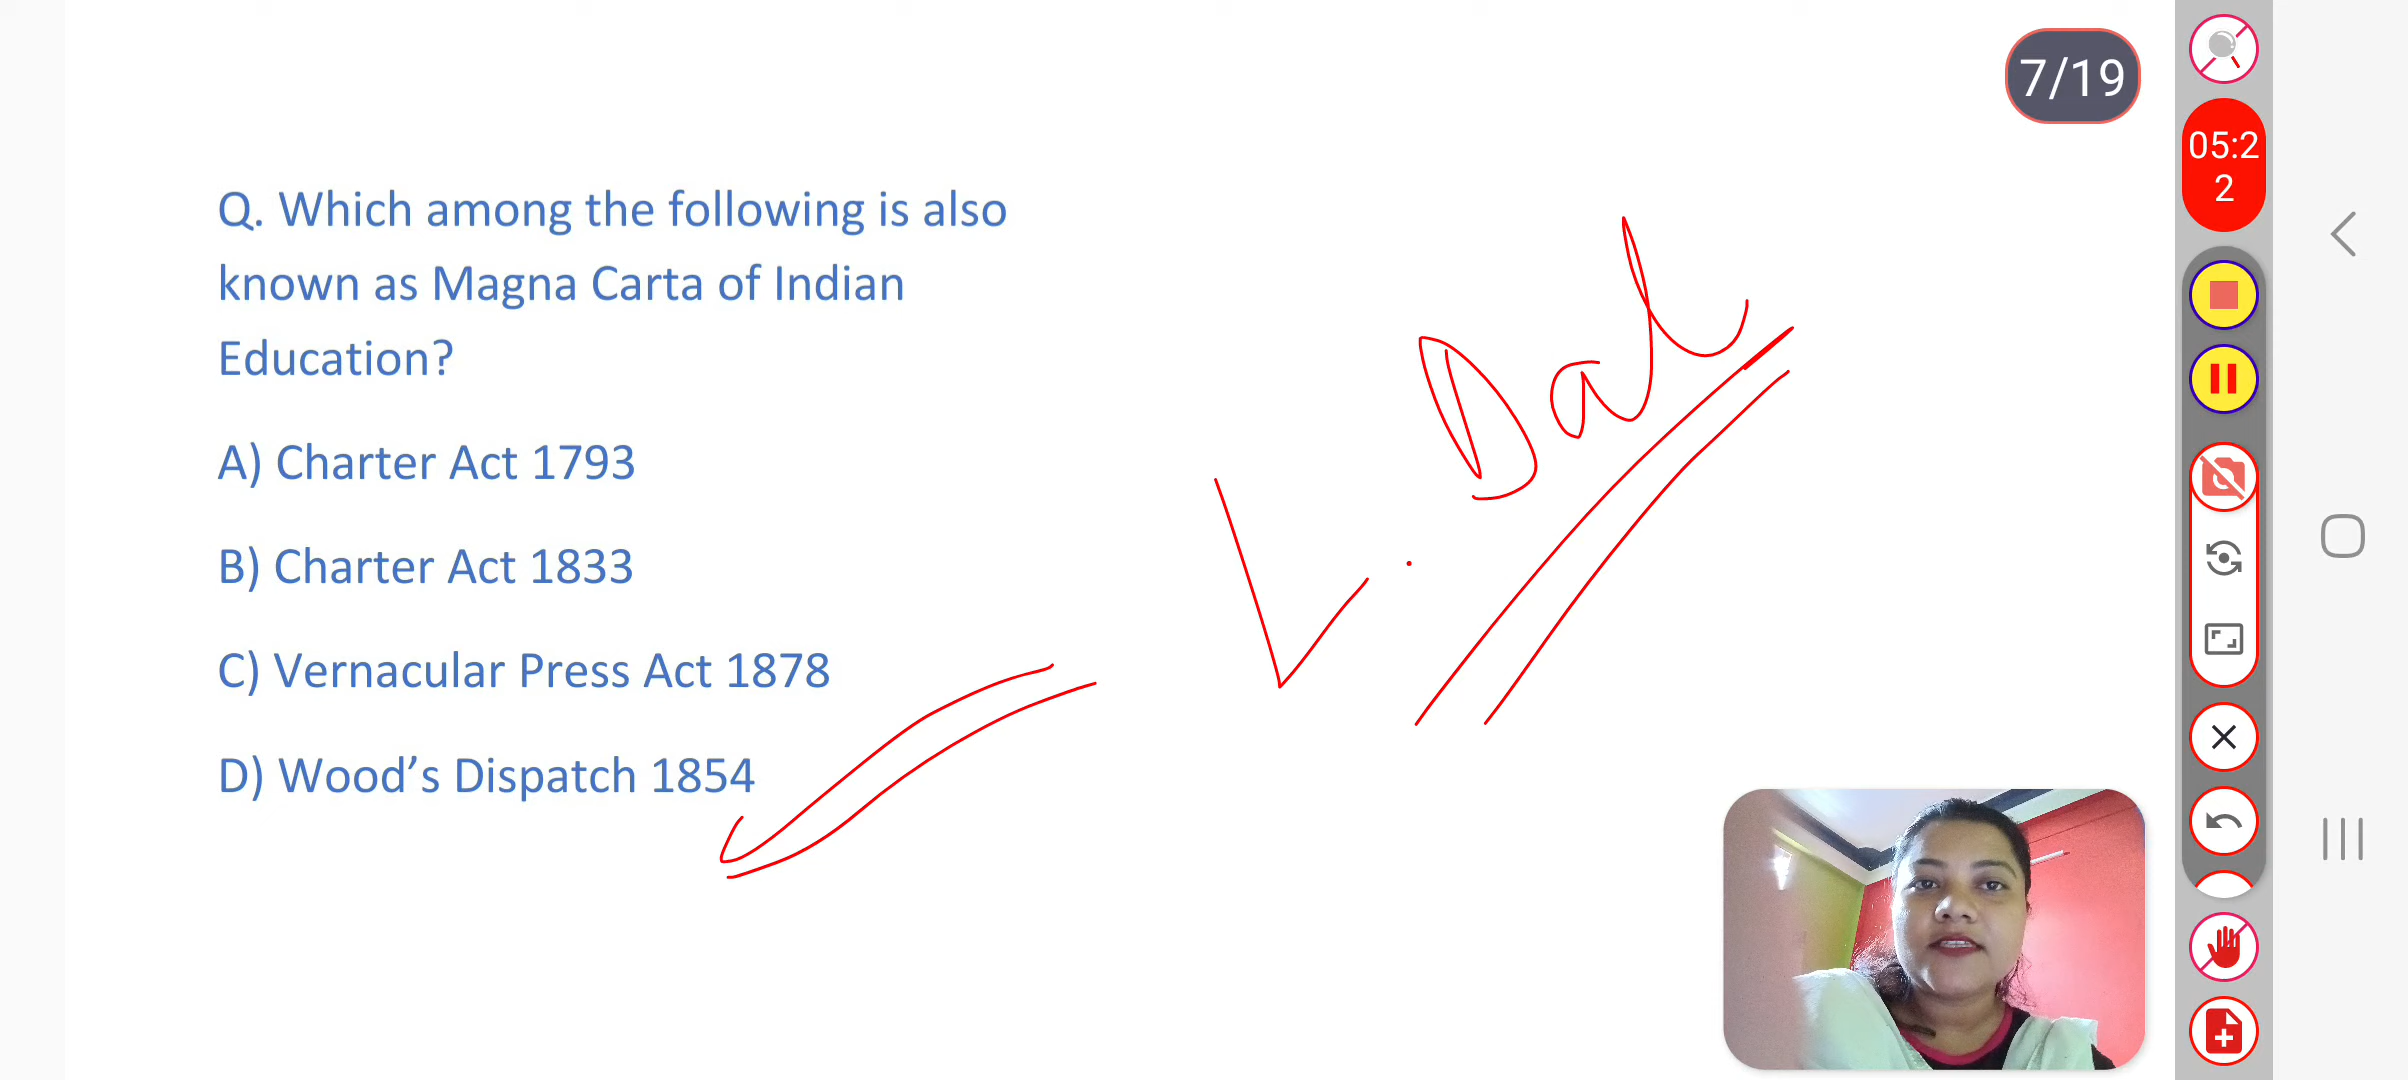 7/19
05:2
2
Q. Which among the following is also
known as Magna Carta of Indian
Education?
A) Charter Act 1793
B) Charter Act 1833
C) Vernacular Press Act 1878
D) Wood’s Dispatch 1854
L. Dal